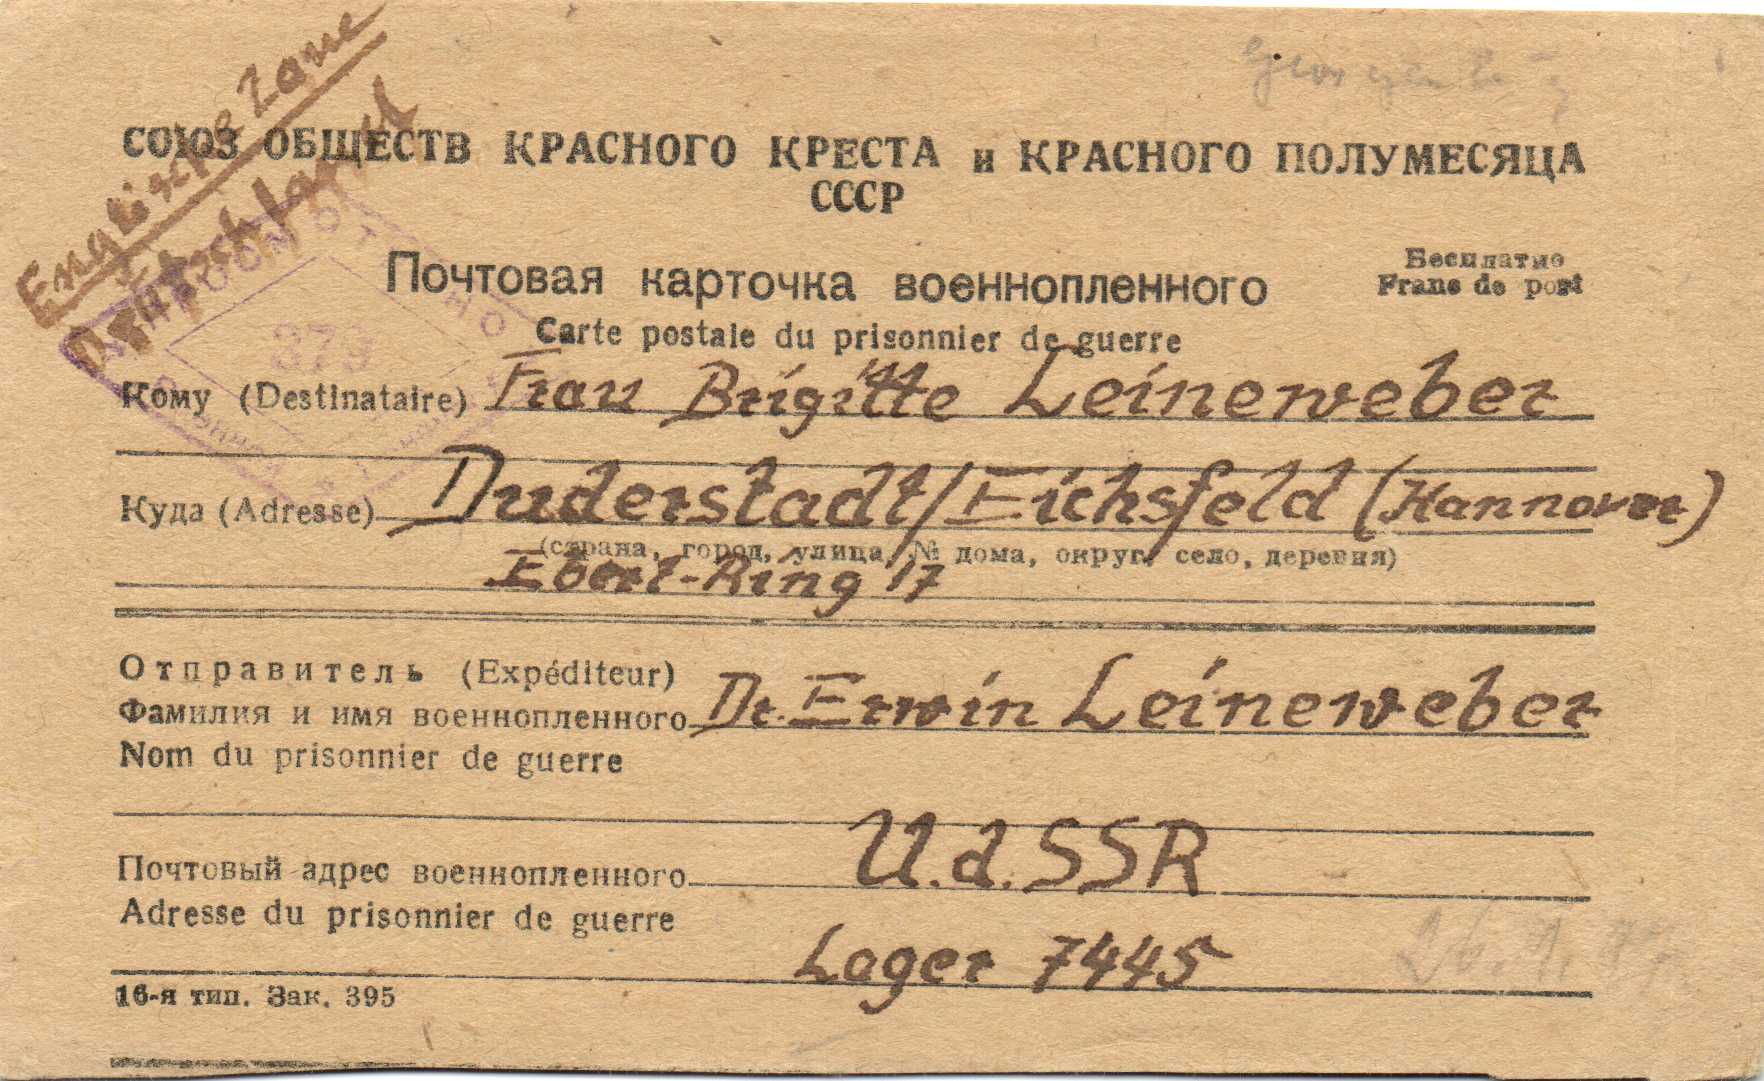 Englische Zone
Deutschland
СОЮЗ ОБЩЕСТВ КРАСНОГО КРЕСТА и КРАСНОГО ПОЛУМЕСЯЦА
СССР
Почтовая карточка военнопленного
Бесплатно
Franc de port
Carte postale du prisonnier de guerre
Кому (Destinataire) Frau Brigitte Leineweber
Куда (Adresse) Duderstadt/Eichsfeld (Hannover)
(страна, город, улица, № дома, округ, село, деревня)
Ebert-Ring 17
Отправитель (Expéditeur)
Фамилия и имя военнопленного Dr. Erwin Leineweber
Nom du prisonnier de guerre
Почтовый адрес военнопленного U.d.SSR
Adresse du prisonnier de guerre
Lager 7445
16-я тип. Зак. 395